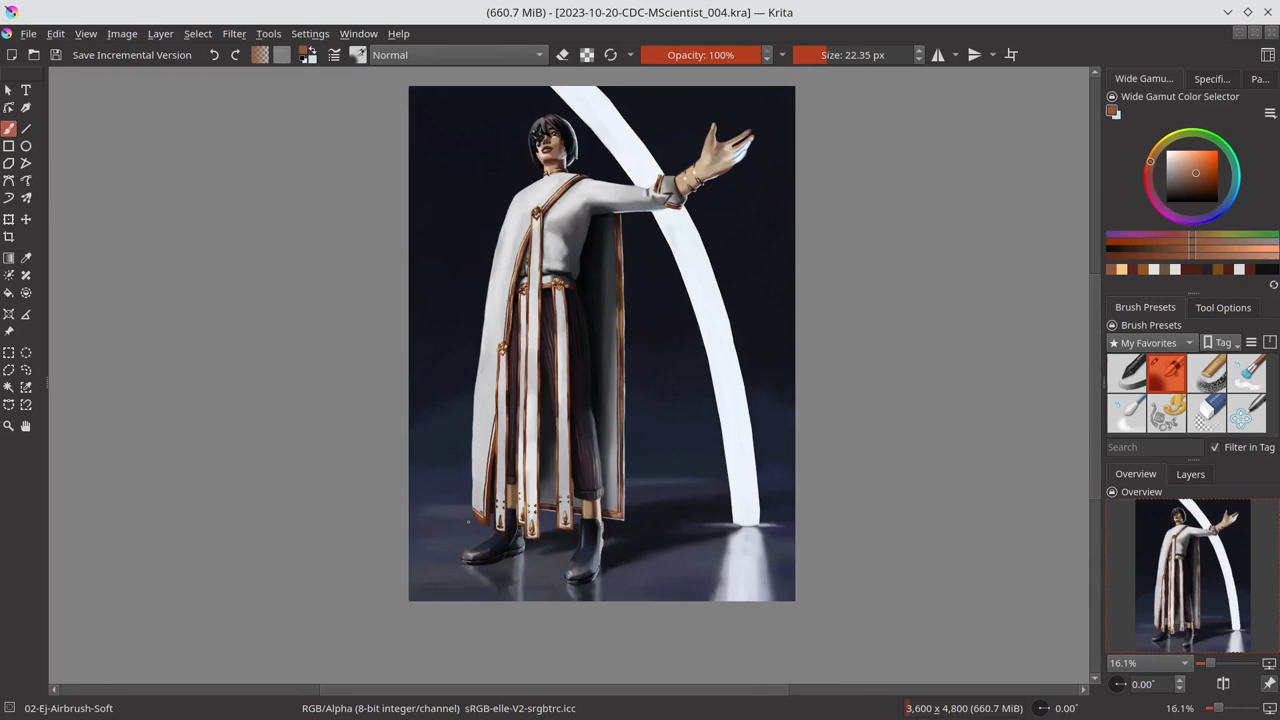 (660.7 MiB) - [2023-10-20-CDC-MScientist_004.kra] — Krita
File Edit View Image Layer Select Filter Tools Settings Window Help
Save Incremental Version Normal Opacity: 100% Size: 22.35 px
Wide Gamu... Specifi... Pa...
Wide Gamut Color Selector
Brush Presets Tool Options
Brush Presets
★ My Favorites Tag
Search Filter in Tag
Overview Layers
Overview
16.1%
0.00°
02-Ej-Airbrush-Soft RGB/Alpha (8-bit integer/channel) sRGB-elle-V2-srgbtrc.icc 3,600 x 4,800 (660.7 MiB) 0.00° 16.1%